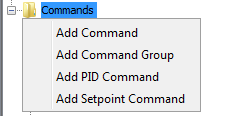 Commands
Add Command
Add Command Group
Add PID Command
Add Setpoint Command